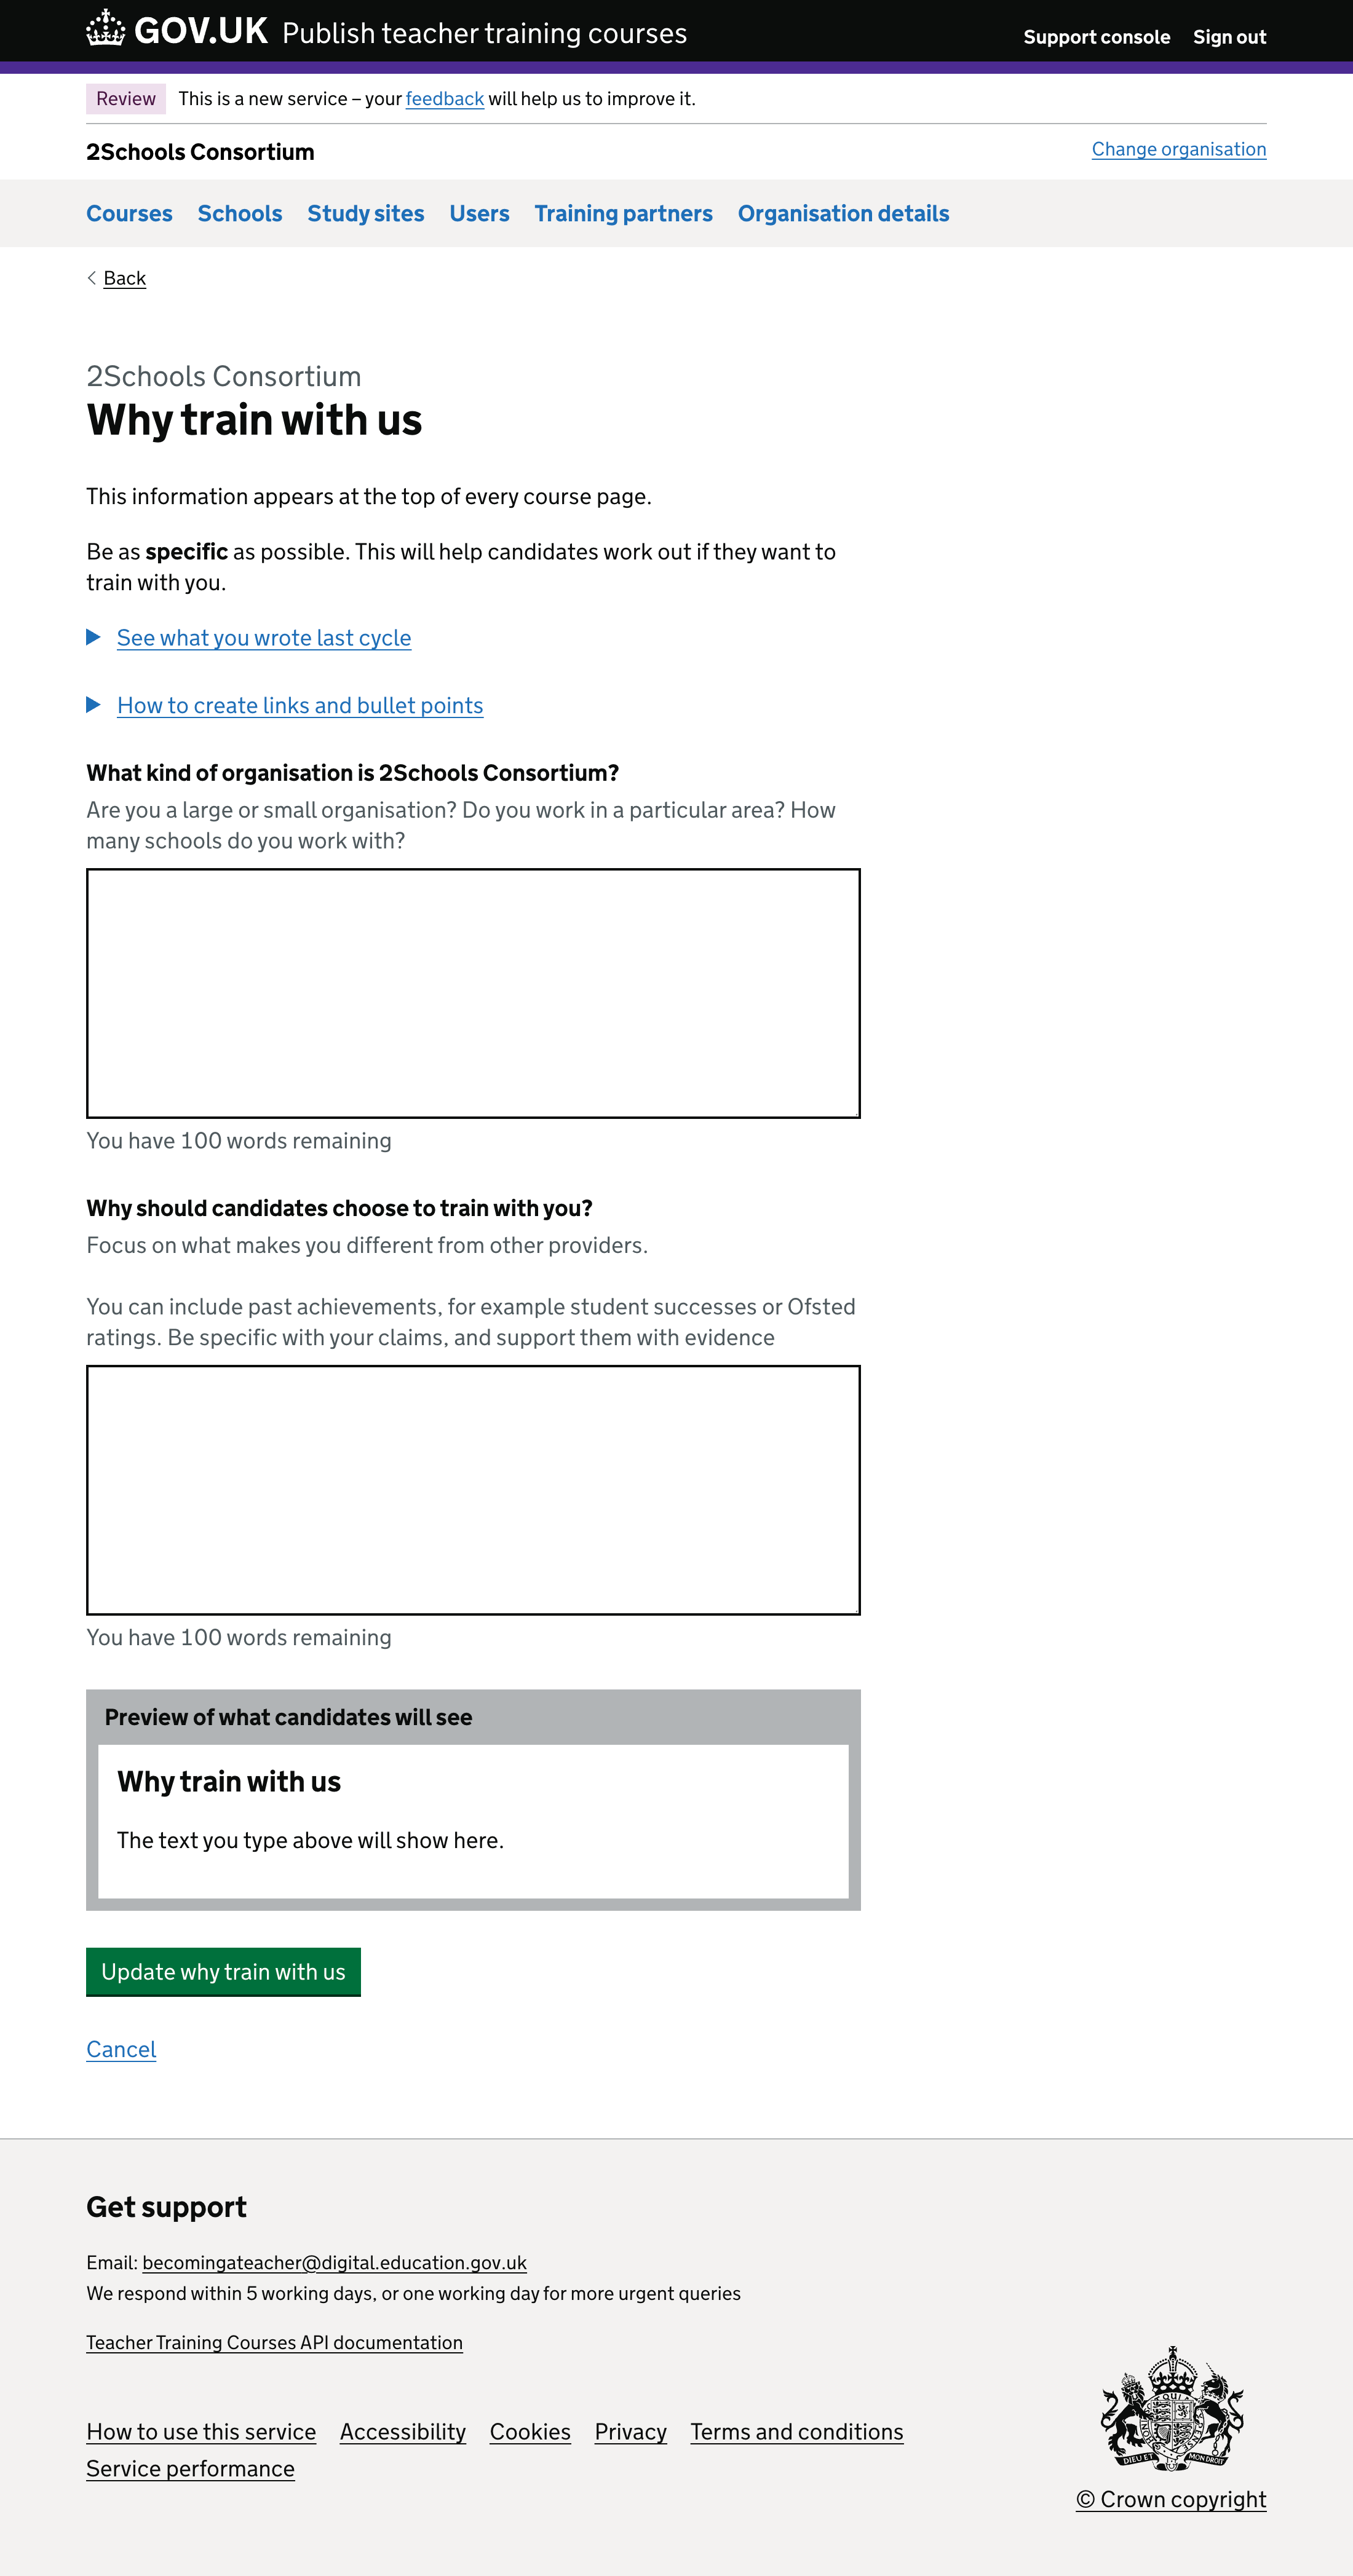 GOV.UK Publish teacher training courses
Support console Sign out
Review This is a new service – your feedback will help us to improve it.
2Schools Consortium
Change organisation
Courses Schools Study sites Users Training partners Organisation details
Back
2Schools Consortium
Why train with us
This information appears at the top of every course page.
Be as specific as possible. This will help candidates work out if they want to
train with you.
See what you wrote last cycle
How to create links and bullet points
What kind of organisation is 2Schools Consortium?
Are you a large or small organisation? Do you work in a particular area? How
many schools do you work with?
You have 100 words remaining
Why should candidates choose to train with you?
Focus on what makes you different from other providers.
You can include past achievements, for example student successes or Ofsted
ratings. Be specific with your claims, and support them with evidence
You have 100 words remaining
Preview of what candidates will see
Why train with us
The text you type above will show here.
Update why train with us
Cancel
Get support
Email: becomingateacher@digital.education.gov.uk
We respond within 5 working days, or one working day for more urgent queries
Teacher Training Courses API documentation
How to use this service Accessibility Cookies Privacy Terms and conditions
Service performance
DIEU ET MON DROIT
© Crown copyright